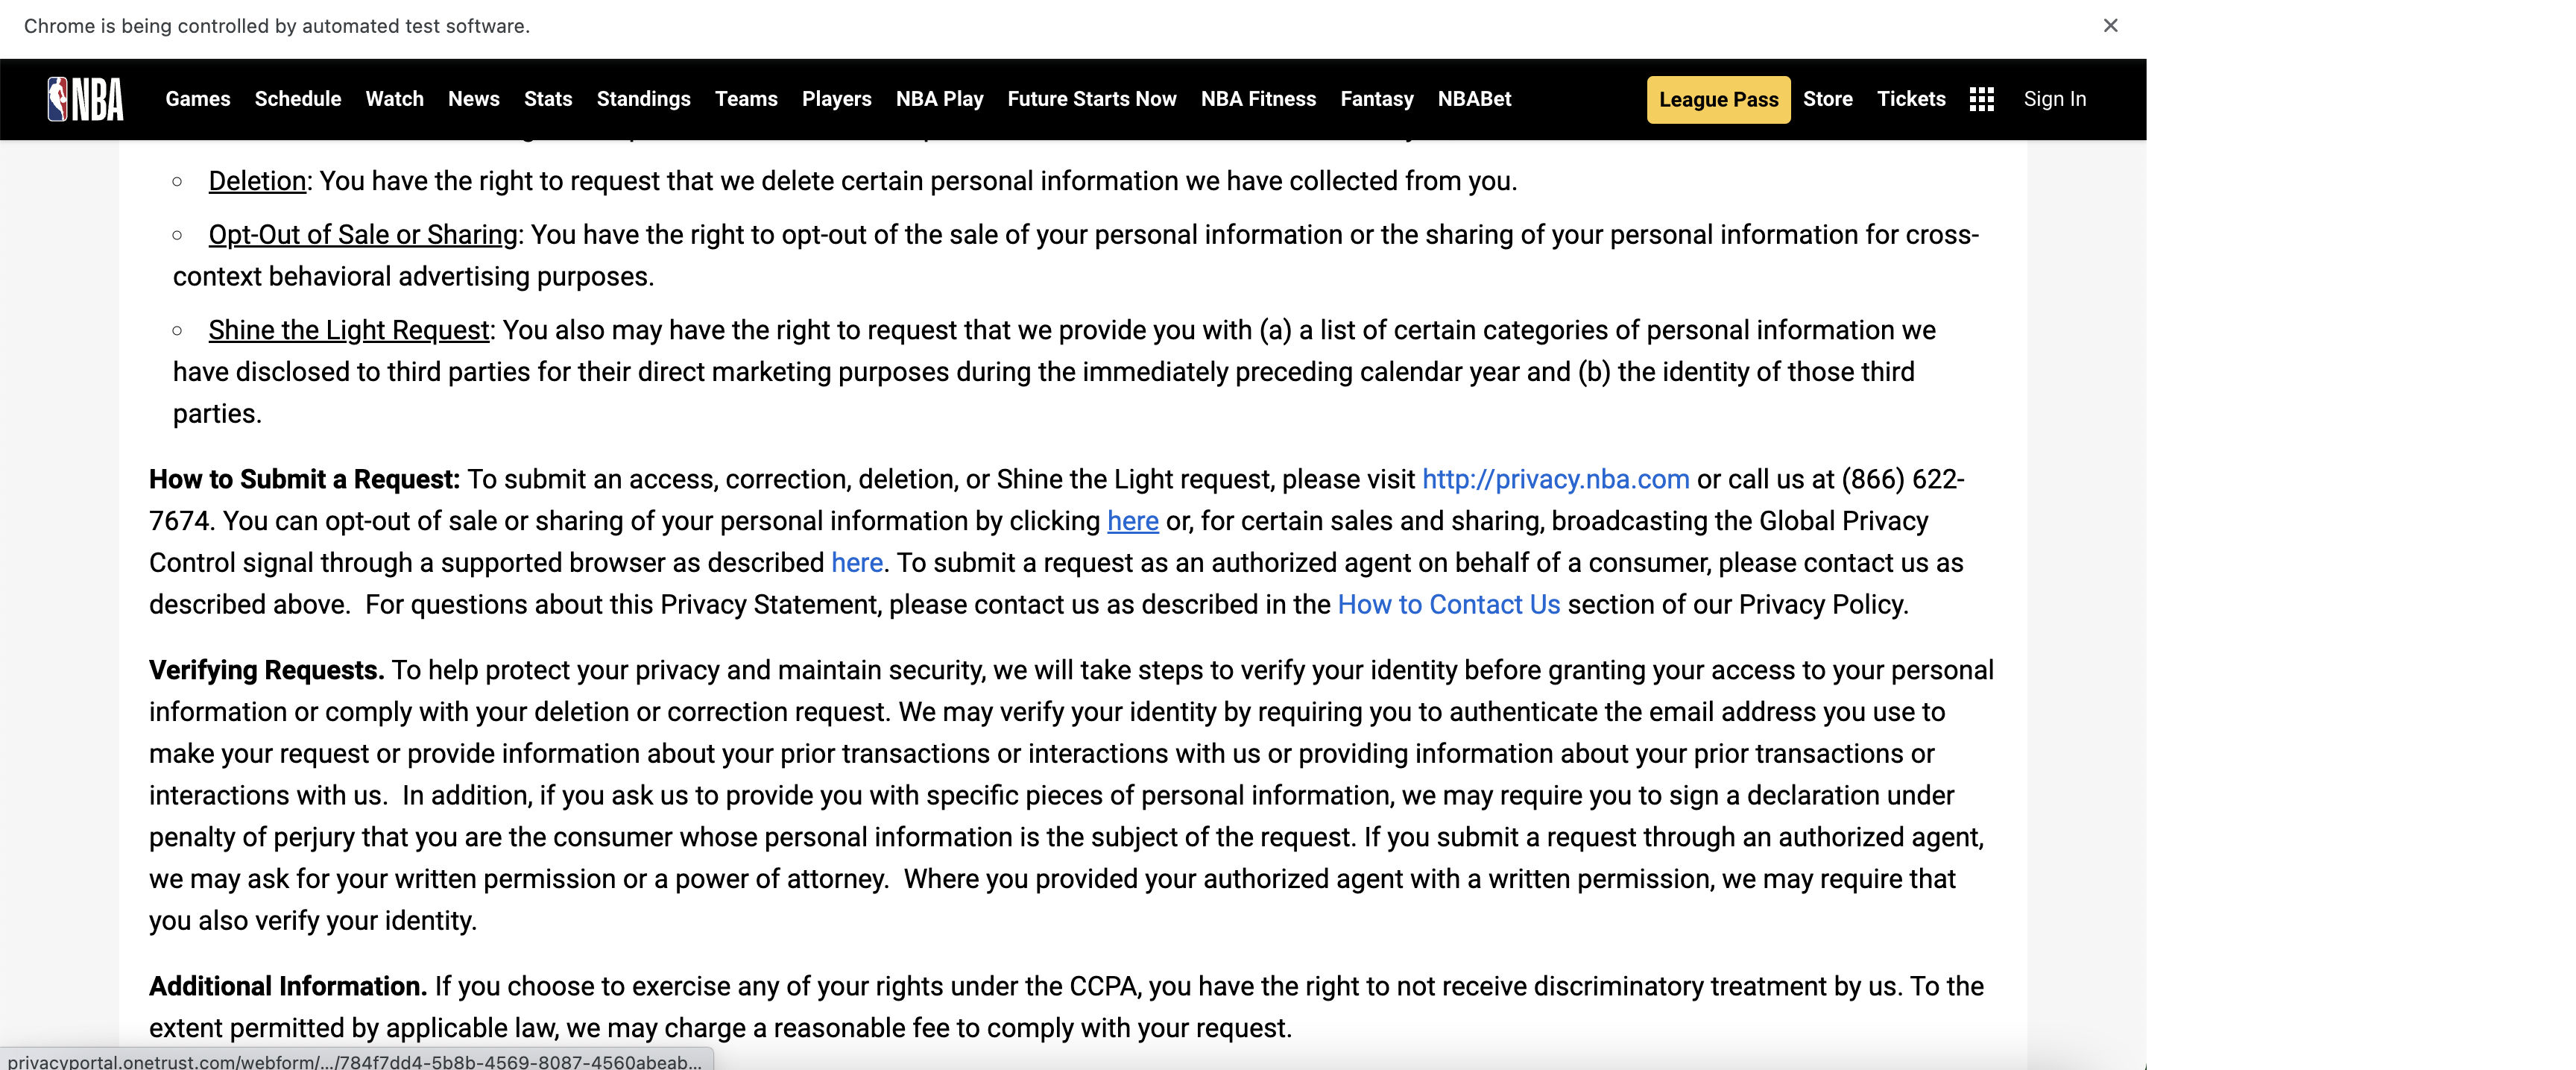 Chrome is being controlled by automated test software.
NBA Games Schedule Watch News Stats Standings Teams Players NBA Play Future Starts Now NBA Fitness Fantasy NBABet League Pass Store Tickets Sign In
Deletion: You have the right to request that we delete certain personal information we have collected from you.
Opt-Out of Sale or Sharing: You have the right to opt-out of the sale of your personal information or the sharing of your personal information for cross-
context behavioral advertising purposes.
Shine the Light Request: You also may have the right to request that we provide you with (a) a list of certain categories of personal information we
have disclosed to third parties for their direct marketing purposes during the immediately preceding calendar year and (b) the identity of those third
parties.
How to Submit a Request: To submit an access, correction, deletion, or Shine the Light request, please visit http://privacy.nba.com or call us at (866) 622-
7674. You can opt-out of sale or sharing of your personal information by clicking here or, for certain sales and sharing, broadcasting the Global Privacy
Control signal through a supported browser as described here. To submit a request as an authorized agent on behalf of a consumer, please contact us as
described above. For questions about this Privacy Statement, please contact us as described in the How to Contact Us section of our Privacy Policy.
Verifying Requests. To help protect your privacy and maintain security, we will take steps to verify your identity before granting your access to your personal
information or comply with your deletion or correction request. We may verify your identity by requiring you to authenticate the email address you use to
make your request or provide information about your prior transactions or interactions with us or providing information about your prior transactions or
interactions with us. In addition, if you ask us to provide you with specific pieces of personal information, we may require you to sign a declaration under
penalty of perjury that you are the consumer whose personal information is the subject of the request. If you submit a request through an authorized agent,
we may ask for your written permission or a power of attorney. Where you provided your authorized agent with a written permission, we may require that
you also verify your identity.
Additional Information. If you choose to exercise any of your rights under the CCPA, you have the right to not receive discriminatory treatment by us. To the
extent permitted by applicable law, we may charge a reasonable fee to comply with your request.
privacyportal.onetrust.com/webform/.../784f7dd4-5b8b-4569-8087-4560abeab...